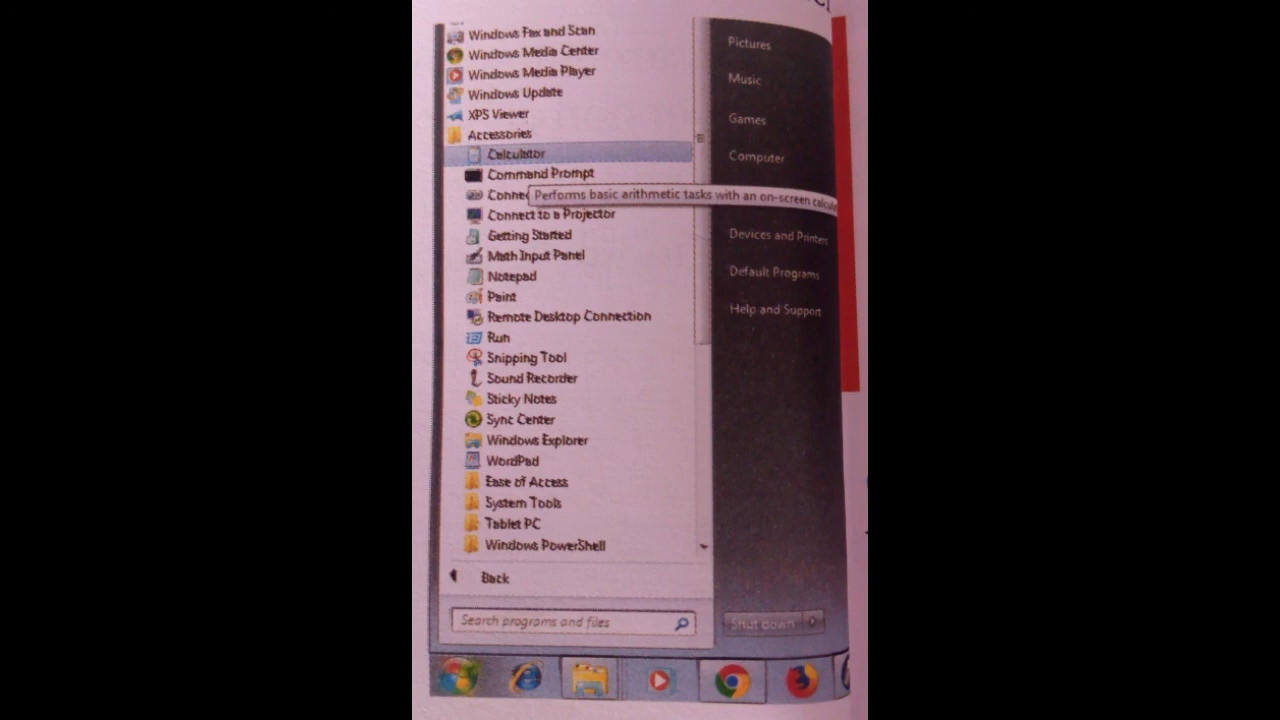 Windows Fax and Scan
Windows Media Center
Windows Media Player
Windows Update
XPS Viewer
Accessories
Calculator
Command Prompt
Performs basic arithmetic tasks with an on-screen
Connect to a Projector
Getting Started
Math Input Panel
Notepad
Paint
Remote Desktop Connection
Run
Snipping Tool
Sound Recorder
Sticky Notes
Sync Center
Windows Explorer
WordPad
Ease of Access
System Tools
Tablet PC
Windows PowerShell
Back
Search programs and files
Pictures
Music
Games
Computer
Devices and Printers
Default Programs
Help and Support
Shut down